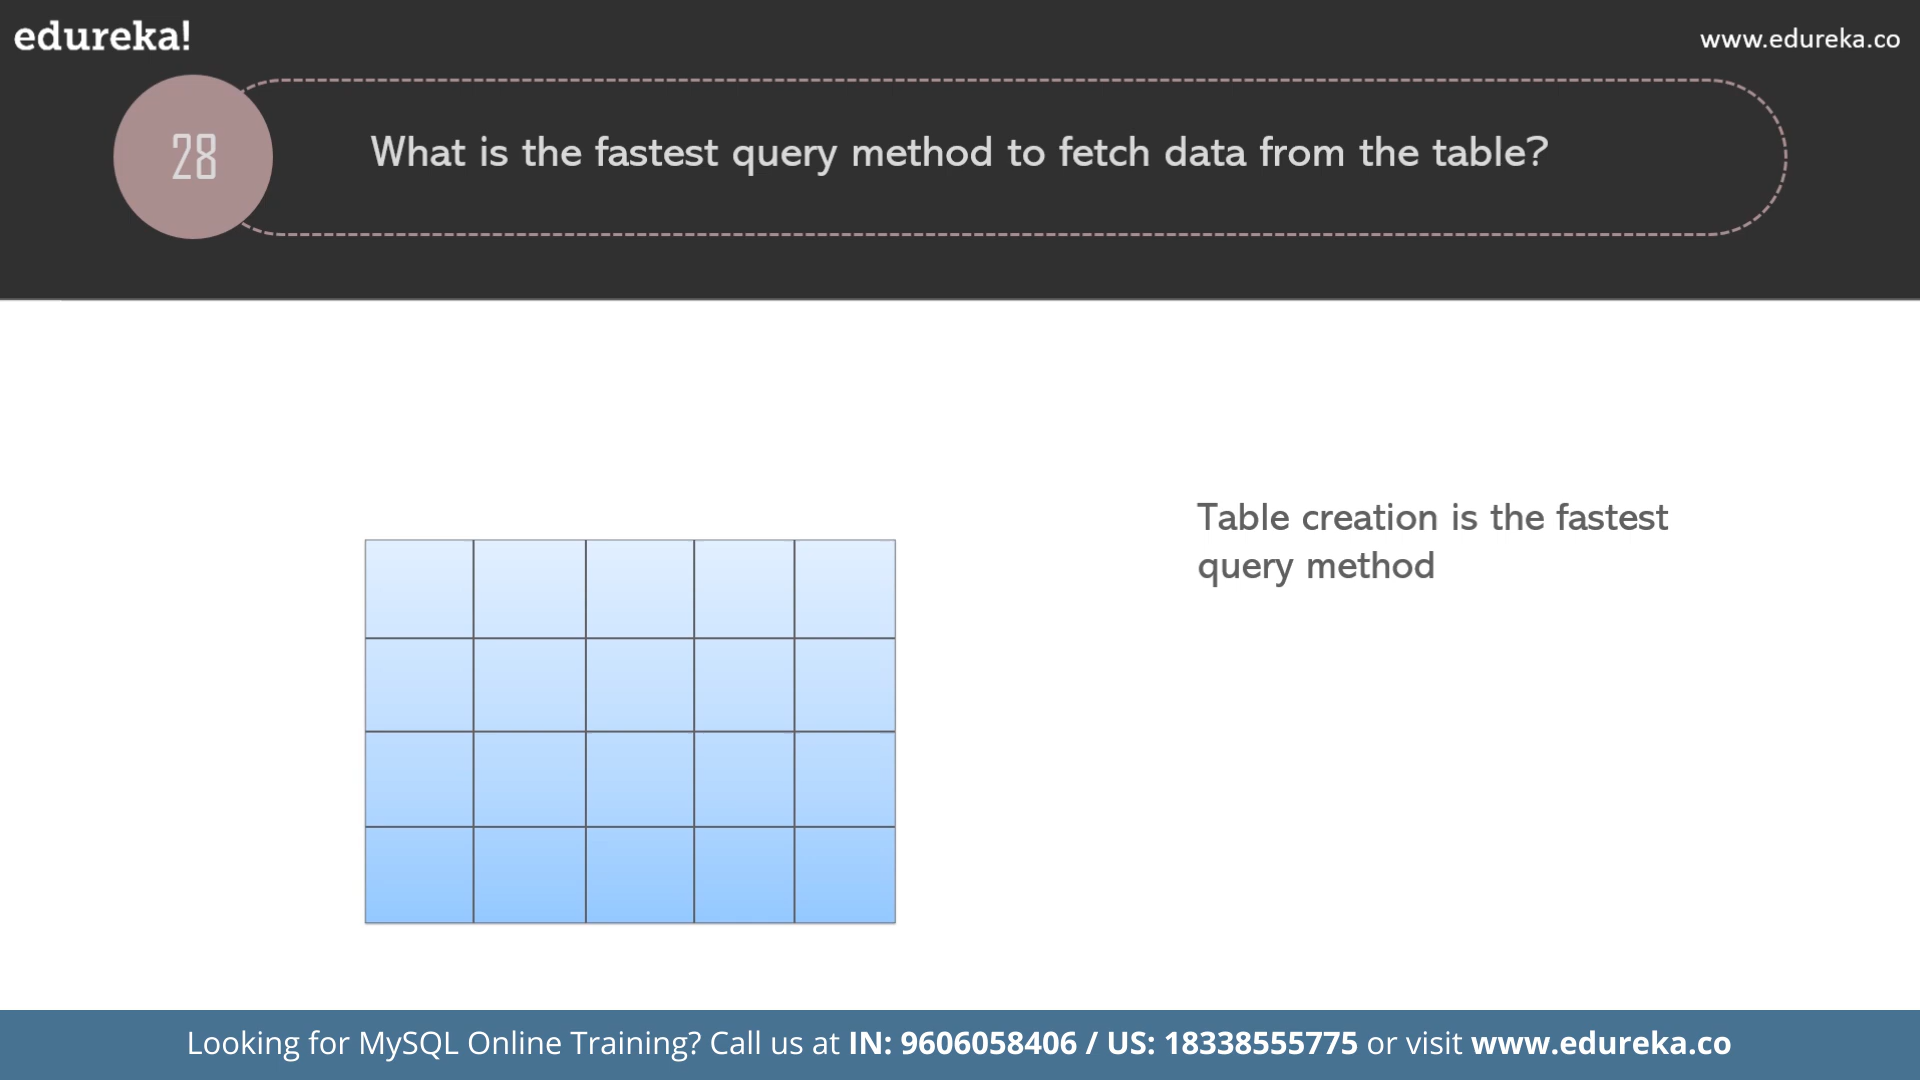 edureka!
www.edureka.co
28
What is the fastest query method to fetch data from the table?
Table creation is the fastest
query method
Looking for MySQL Online Training? Call us at IN: 9606058406 / US: 18338555775 or visit www.edureka.co